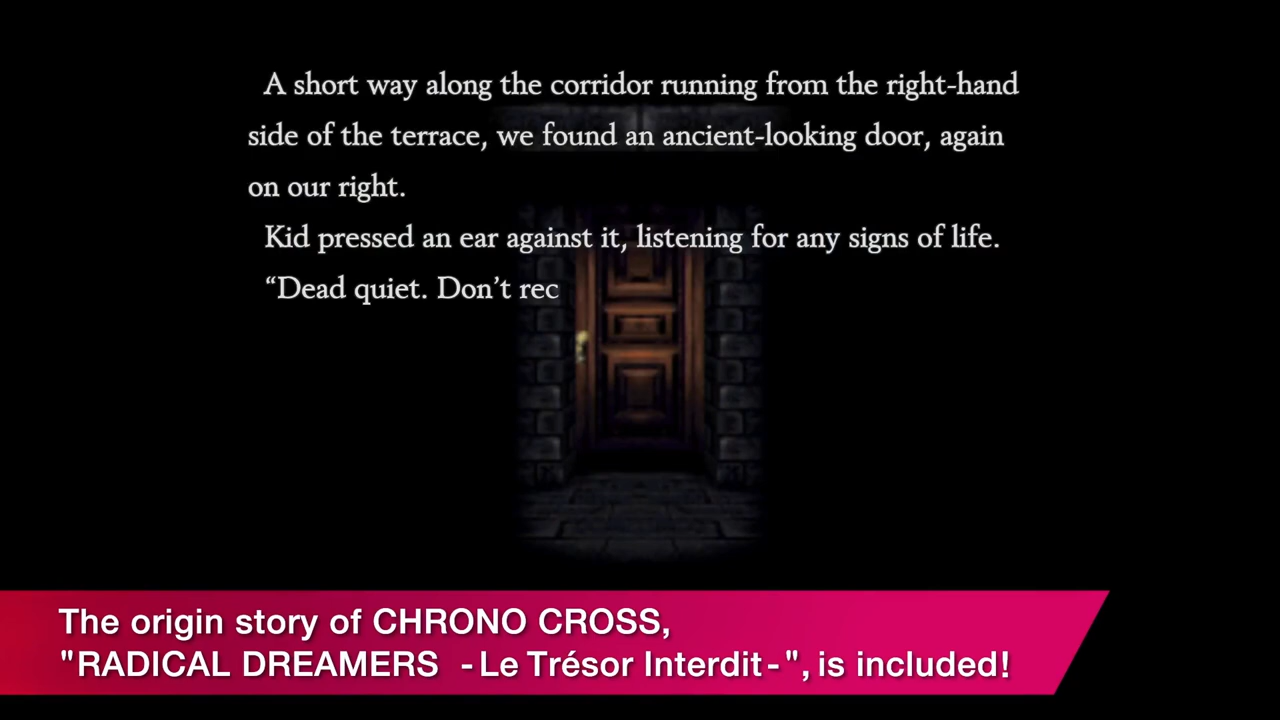 A short way along the corridor running from the right-hand
side of the terrace, we found an ancient-looking door, again
on our right.
Kid pressed an ear against it, listening for any signs of life.
“Dead quiet. Don’t rec
The origin story of CHRONO CROSS,
"RADICAL DREAMERS -Le Trésor Interdit-", is included!